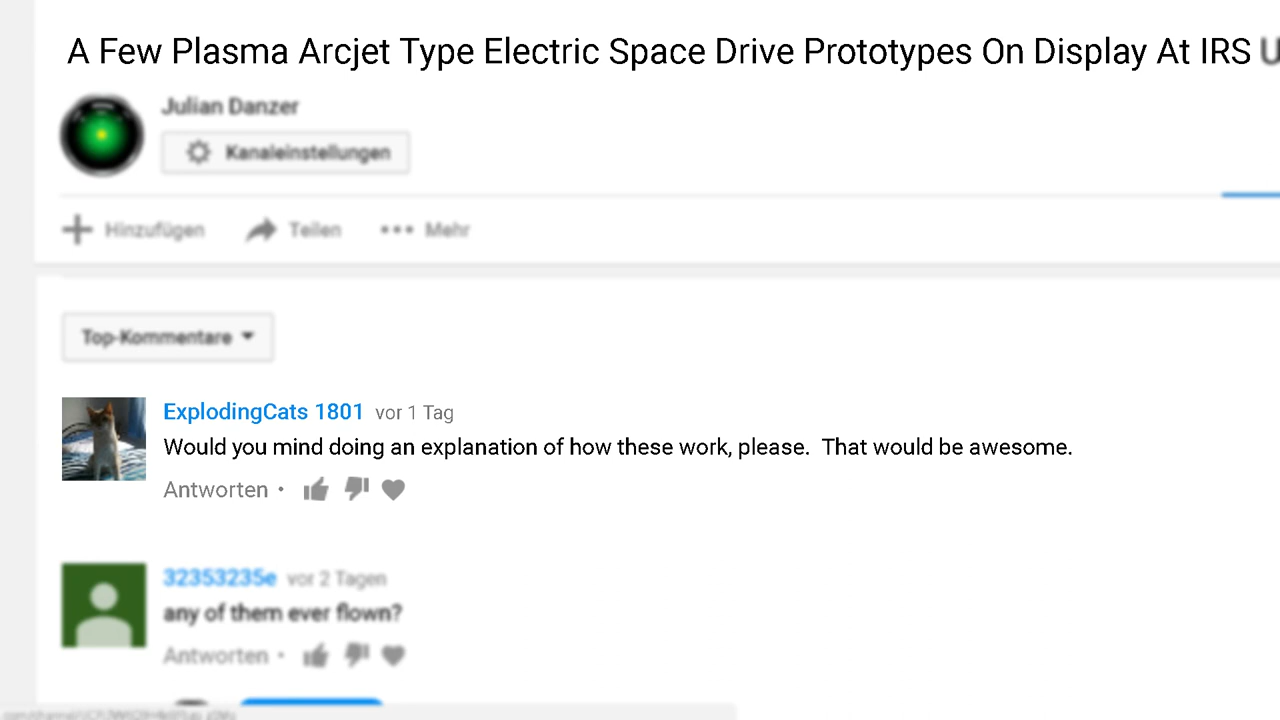 A Few Plasma Arcjet Type Electric Space Drive Prototypes On Display At IRS
Julian Danzer
Kanaleinstellungen
Hinzufügen
Teilen
Mehr
Top-Kommentare
ExplodingCats 1801 vor 1 Tag
Would you mind doing an explanation of how these work, please.  That would be awesome.
Antworten •
32353235e vor 2 Tagen
any of them ever flown?
Antworten •